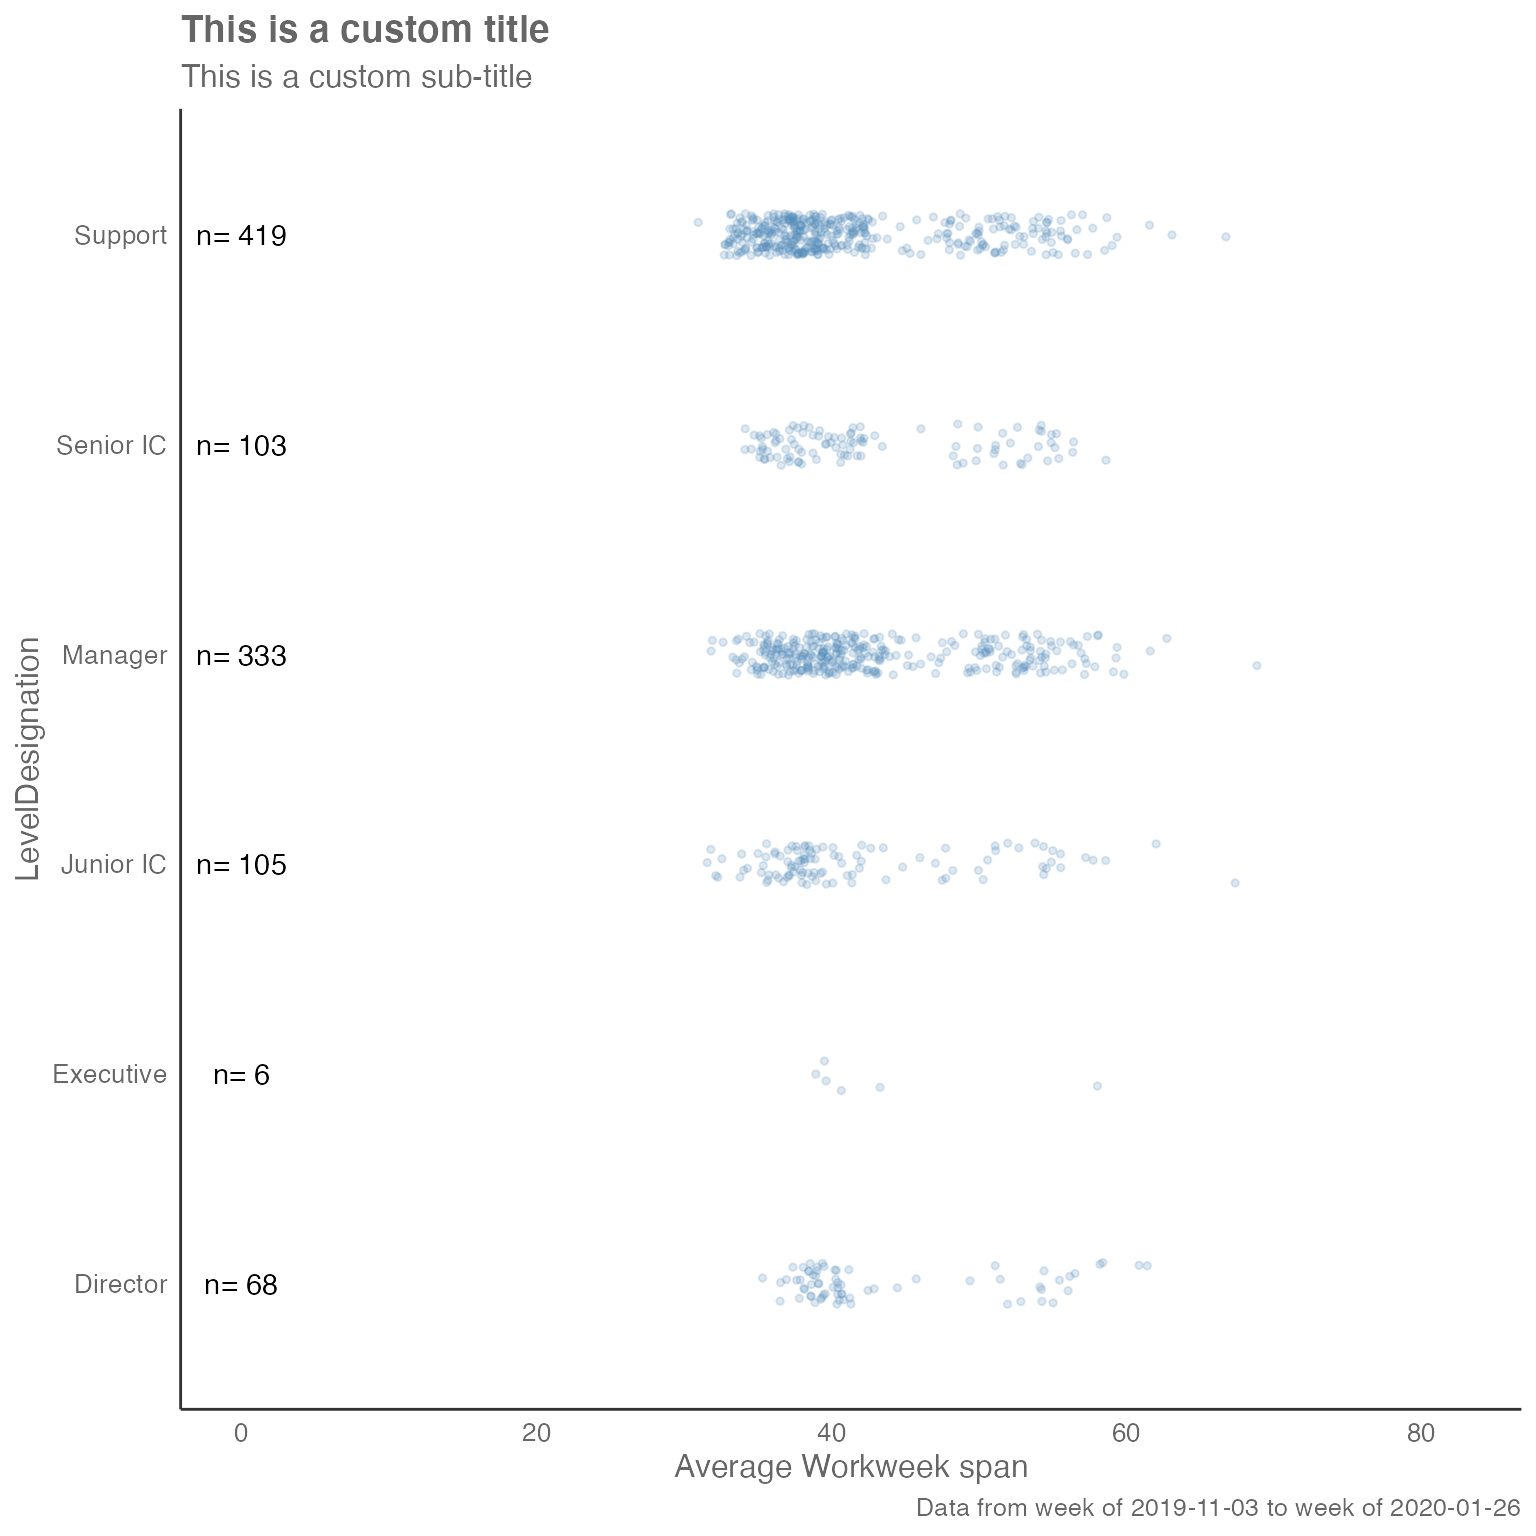 This is a custom title
This is a custom sub-title
Support n= 419
Senior IC n= 103
Manager n= 333
Junior IC n= 105
Executive n= 6
Director n= 68
LevelDesignation
0 20 40 60 80
Average Workweek span
Data from week of 2019-11-03 to week of 2020-01-26